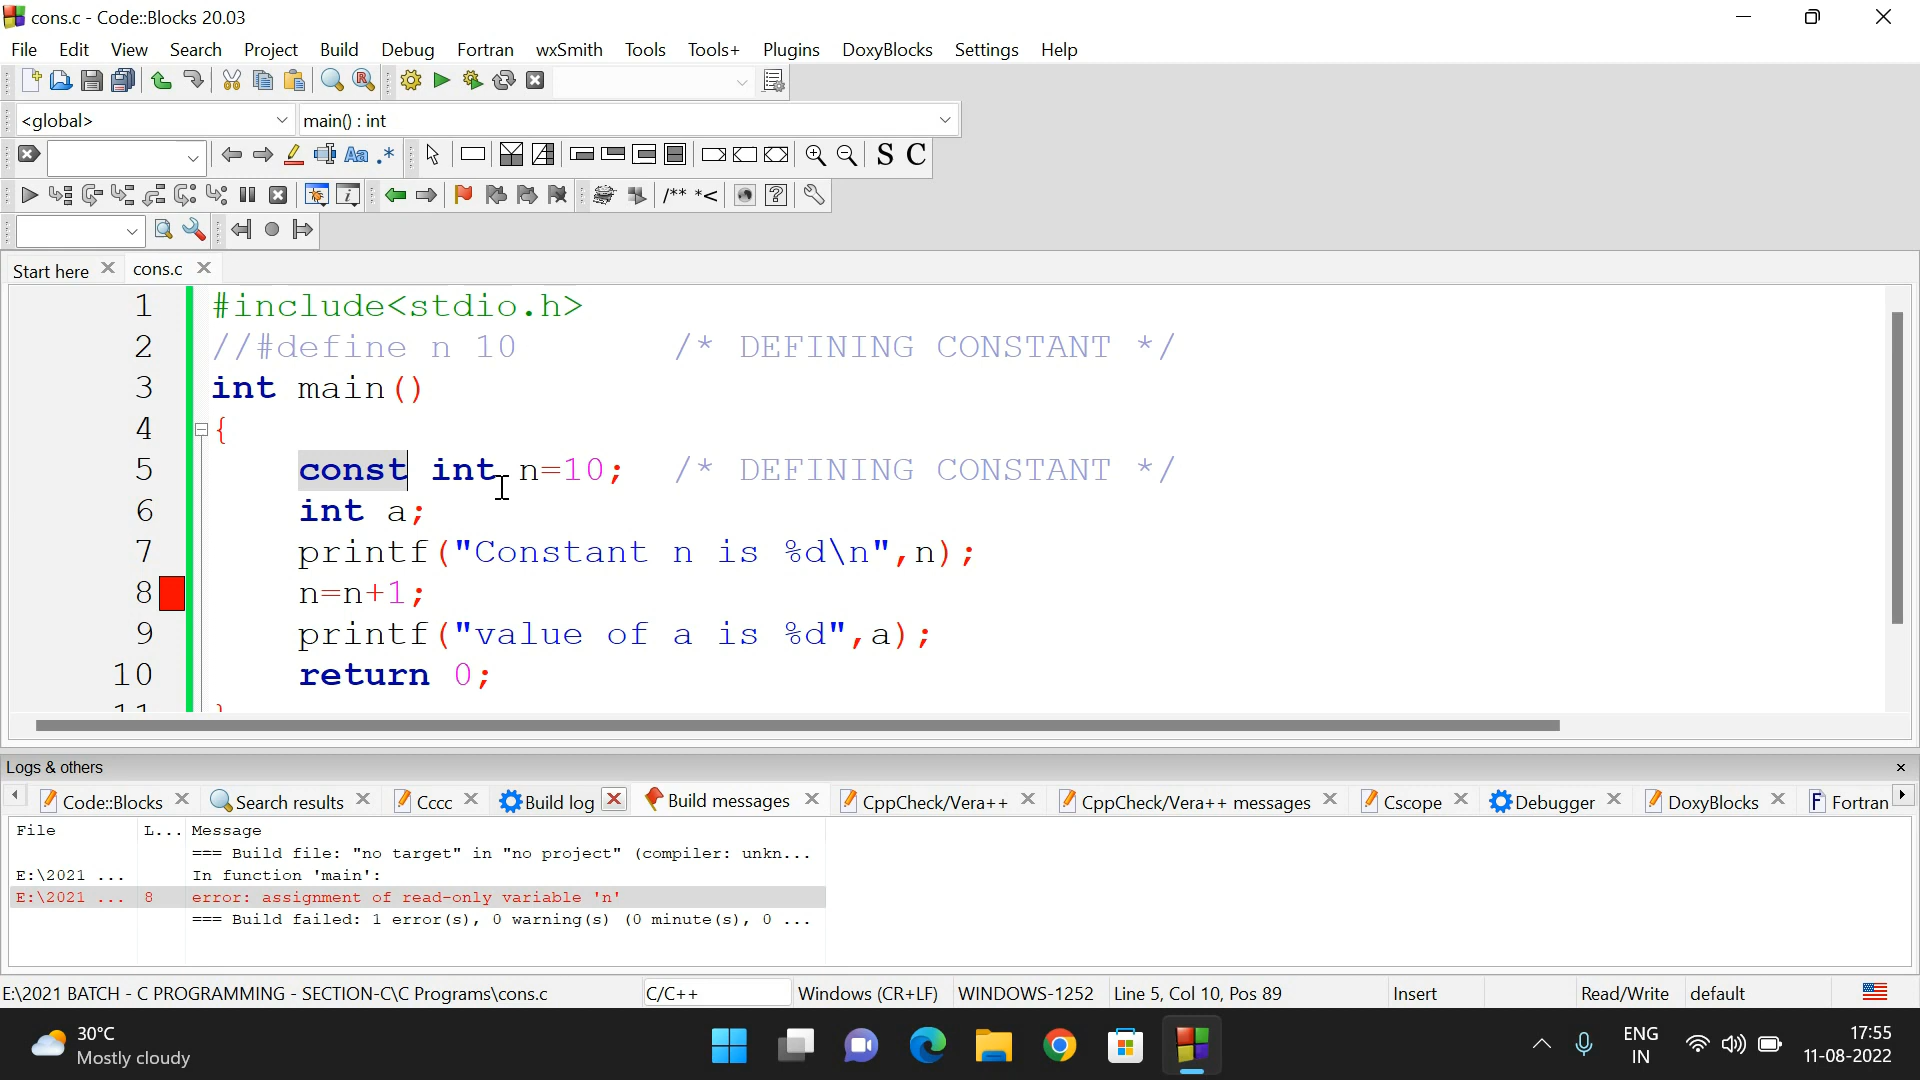 cons.c - Code::Blocks 20.03
File Edit View Search Project Build Debug Fortran wxSmith Tools Tools+ Plugins DoxyBlocks Settings Help
<global> main() : int
Aa .* S C
/** *<
Start here cons.c
1 #include<stdio.h>
2 //#define n 10 /* DEFINING CONSTANT */
3 int main()
4 {
5 const int n=10; /* DEFINING CONSTANT */
6 int a;
7 printf("Constant n is %d\n",n);
8 n=n+1;
9 printf("value of a is %d",a);
10 return 0;
11 }
Logs & others
Code::Blocks Search results Cccc Build log Build messages CppCheck/Vera++ CppCheck/Vera++ messages Cscope Debugger DoxyBlocks Fortran
File L... Message
=== Build file: "no target" in "no project" (compiler: unkn...
E:\2021 ... In function 'main':
E:\2021 ... 8 error: assignment of read-only variable 'n'
=== Build failed: 1 error(s), 0 warning(s) (0 minute(s), 0 ...
E:\2021 BATCH - C PROGRAMMING - SECTION-C\C Programs\cons.c C/C++ Windows (CR+LF) WINDOWS-1252 Line 5, Col 10, Pos 89 Insert Read/Write default
30°C
Mostly cloudy
ENG
IN
17:55
11-08-2022